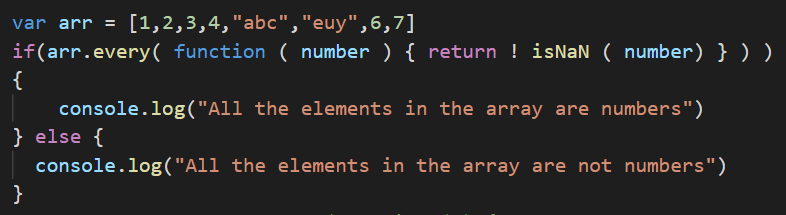 var arr = [1,2,3,4,"abc","euy",6,7]
if(arr.every( function ( number ) { return ! isNaN ( number) } ) )
{
    console.log("All the elements in the array are numbers")
} else {
  console.log("All the elements in the array are not numbers")
}